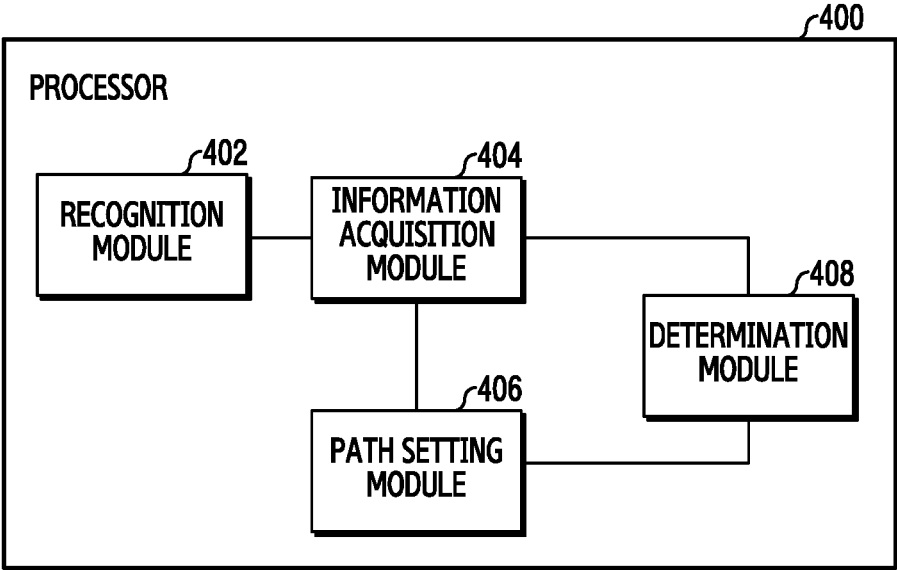 400
PROCESSOR
402
RECOGNITION
MODULE
404
INFORMATION
ACQUISITION
MODULE
408
DETERMINATION
MODULE
406
PATH SETTING
MODULE